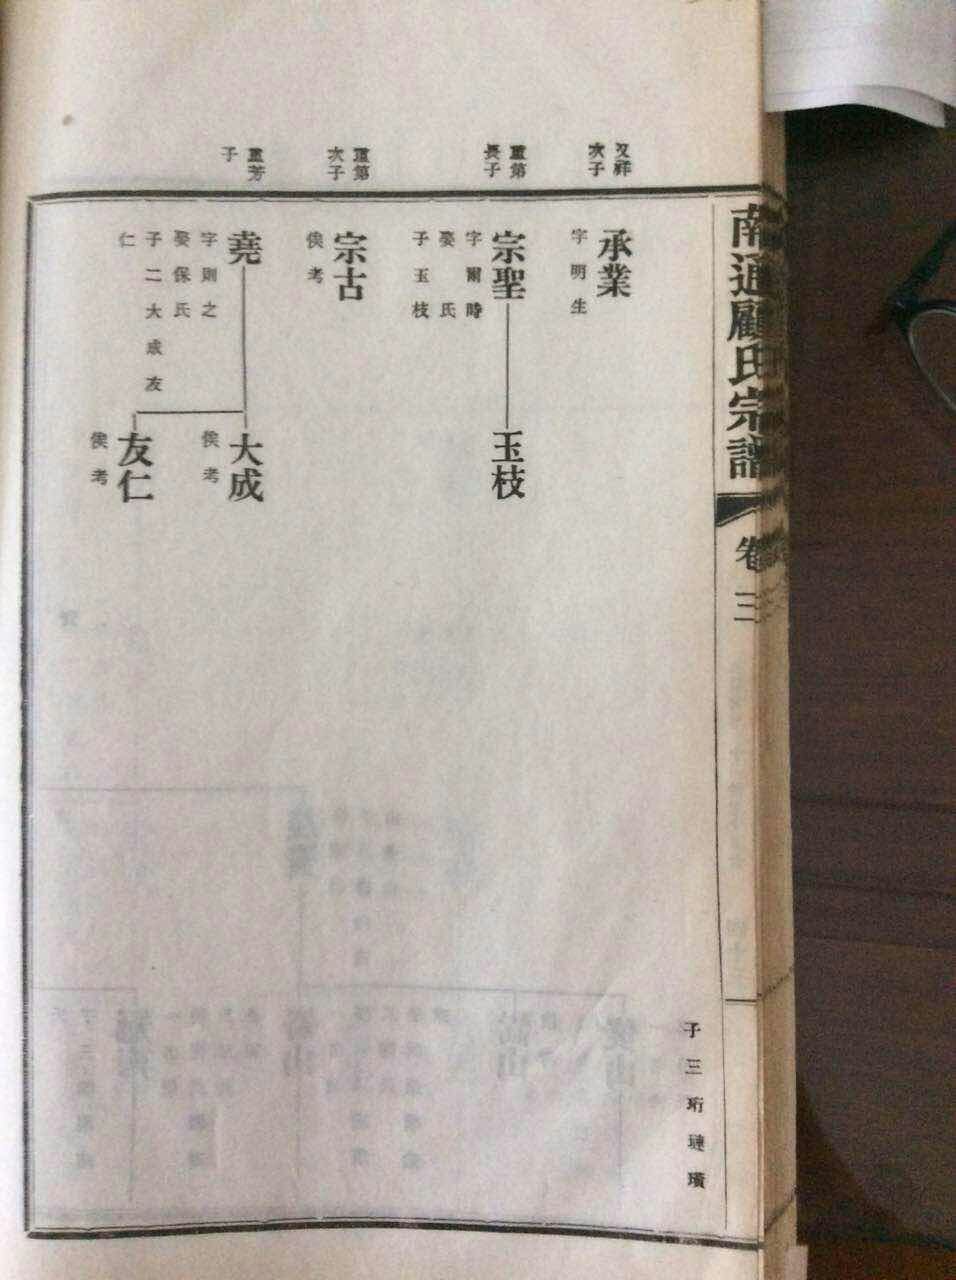 南通顧氏宗譜
卷三
子三珩璉璜
又祥
次子
承業
字明生
重第
長子
宗聖
字爾時
娶 氏
子玉枝
玉枝
重第
次子
宗古
俟考
重芳
子
堯
字則之
娶保氏
子二大成友
仁
大成
俟考
友仁
俟考